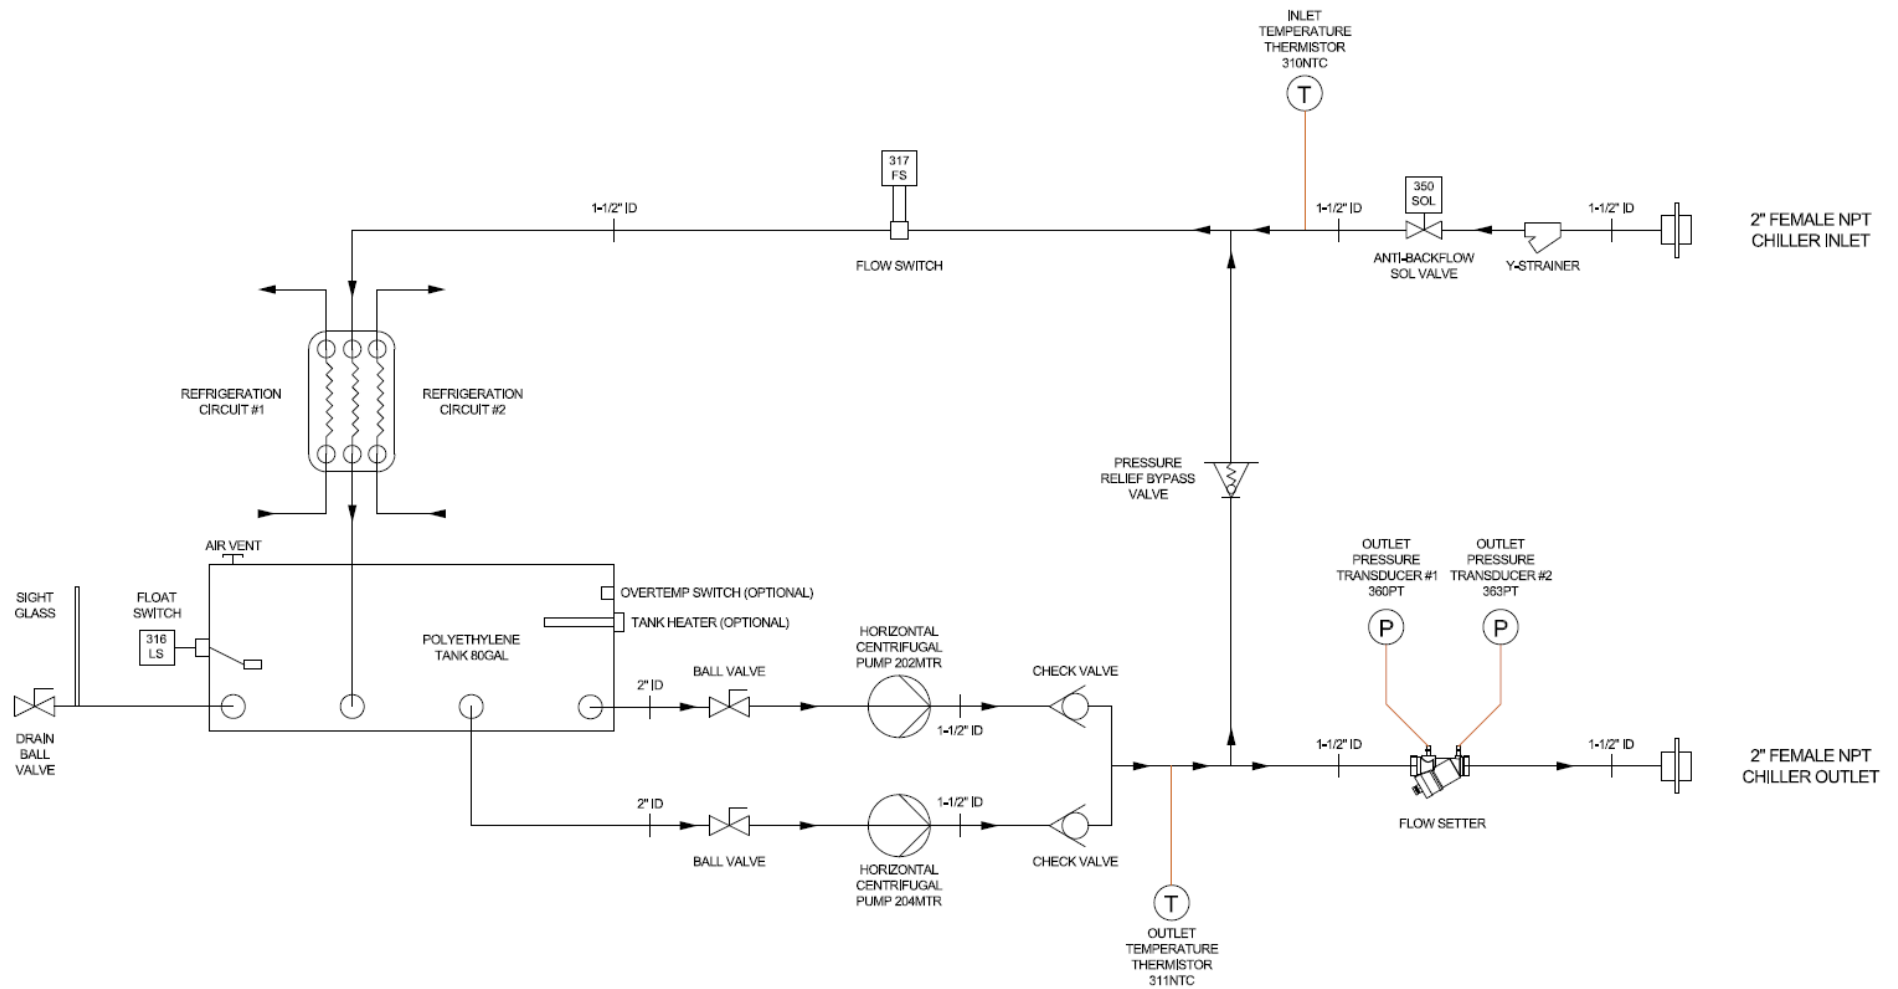 INLET
TEMPERATURE
THERMISTOR
310NTC
T
317
FS
350
SOL
1-1/2" ID
1-1/2" ID
1-1/2" ID
2" FEMALE NPT
CHILLER INLET
FLOW SWITCH
ANTI-BACKFLOW
SOL VALVE
Y-STRAINER
REFRIGERATION
CIRCUIT #1
REFRIGERATION
CIRCUIT #2
PRESSURE
RELIEF BYPASS
VALVE
AIR VENT
OUTLET
PRESSURE
TRANSDUCER #1
360PT
P
OUTLET
PRESSURE
TRANSDUCER #2
363PT
P
SIGHT
GLASS
FLOAT
SWITCH
316
LS
OVERTEMP SWITCH (OPTIONAL)
TANK HEATER (OPTIONAL)
POLYETHYLENE
TANK 80GAL
HORIZONTAL
CENTRIFUGAL
PUMP 202MTR
2" ID
BALL VALVE
CHECK VALVE
1-1/2" ID
DRAIN
BALL
VALVE
1-1/2" ID
1-1/2" ID
2" FEMALE NPT
CHILLER OUTLET
2" ID
1-1/2" ID
FLOW SETTER
BALL VALVE
CHECK VALVE
HORIZONTAL
CENTRIFUGAL
PUMP 204MTR
T
OUTLET
TEMPERATURE
THERMISTOR
311NTC